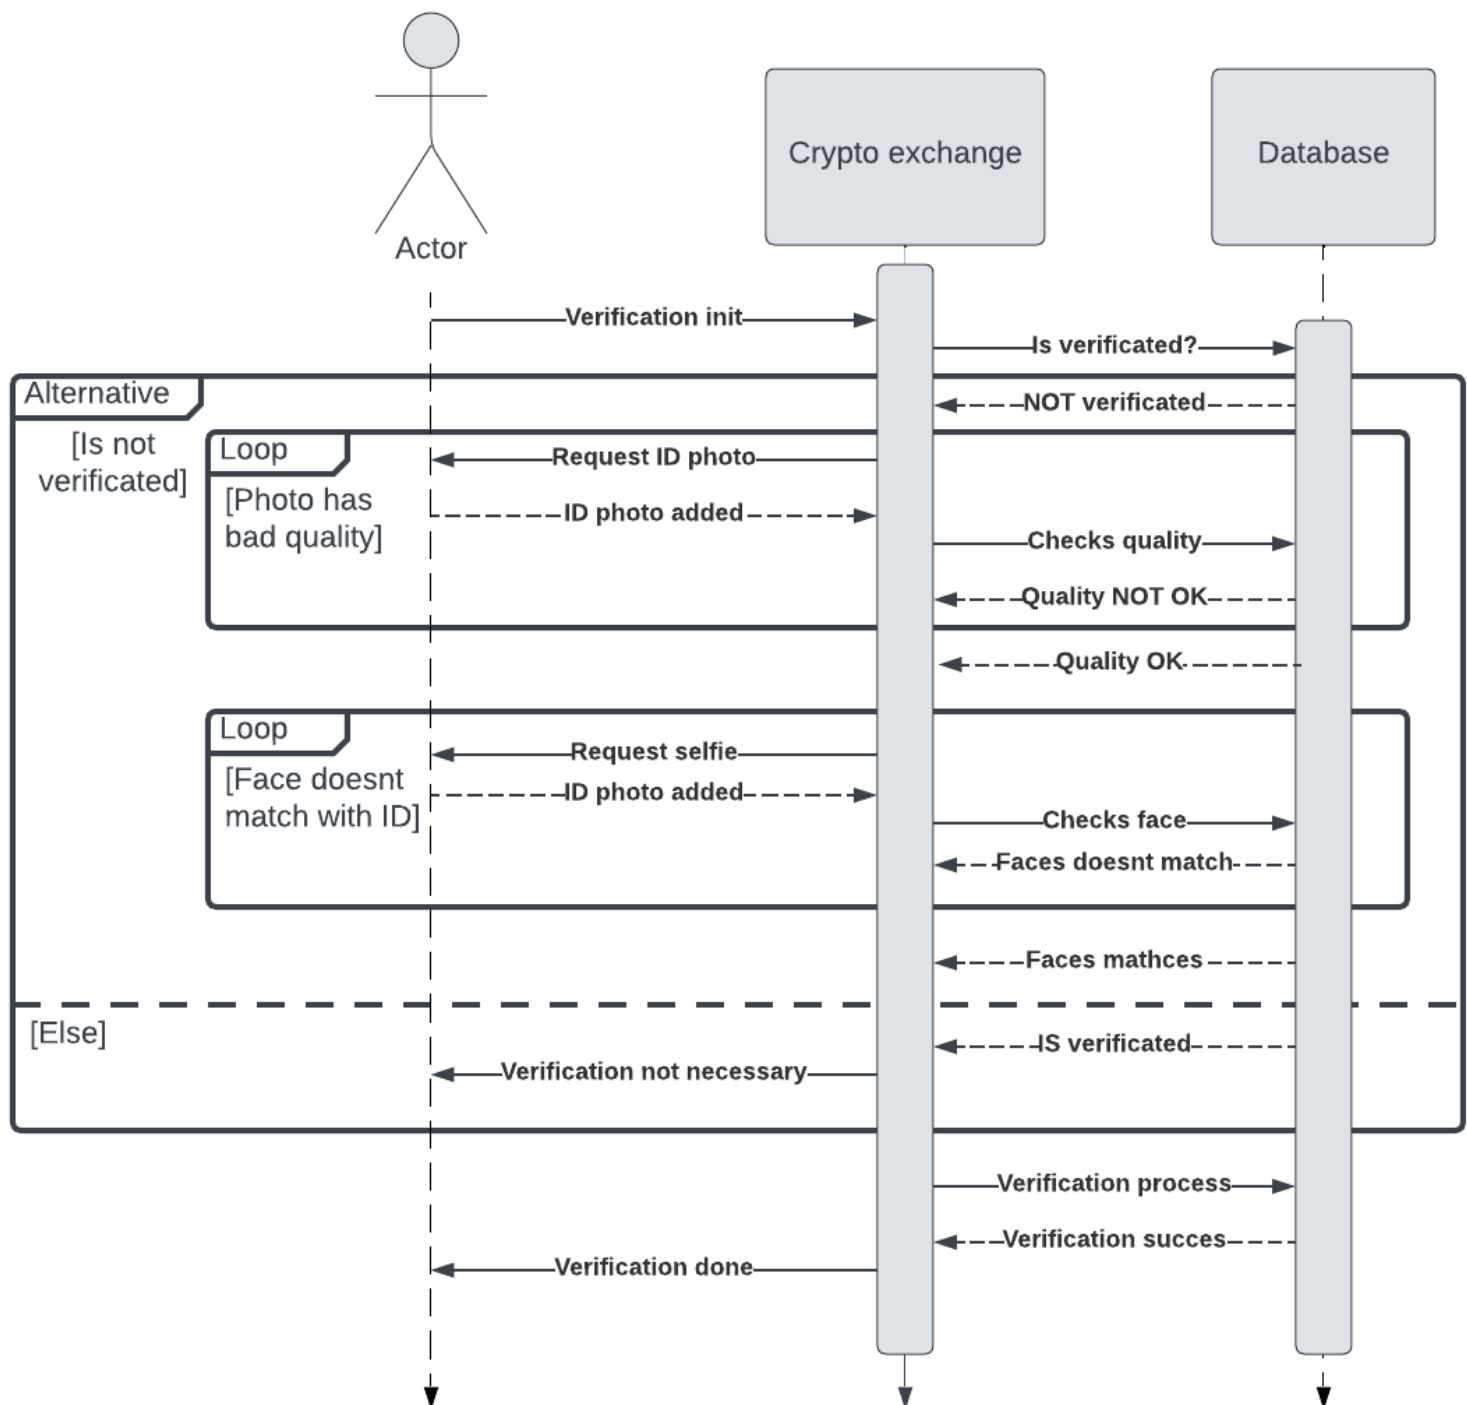 Crypto exchange
Database
Actor
Verification init
Is verificated?
Alternative
NOT verificated
[Is not
verificated]
Loop
Request ID photo
[Photo has
bad quality]
ID photo added
Checks quality
Quality NOT OK
Quality OK
Loop
Request selfie
[Face doesnt
match with ID]
ID photo added
Checks face
Faces doesnt match
Faces mathces
[Else]
IS verificated
Verification not necessary
Verification process
Verification succes
Verification done